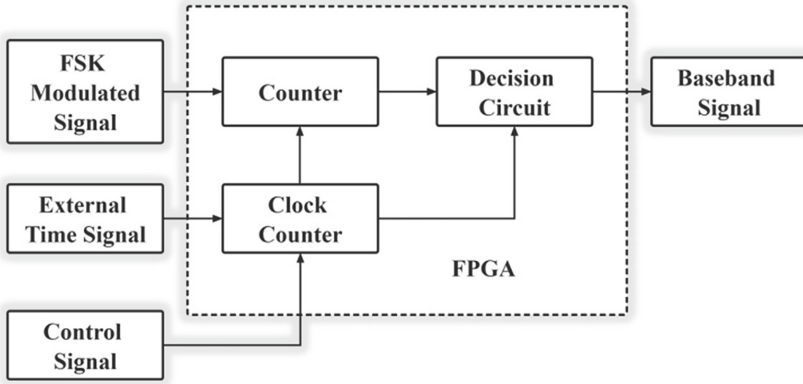 FSK
Modulated
Signal
Counter
Decision
Circuit
Baseband
Signal
External
Time Signal
Clock
Counter
FPGA
Control
Signal